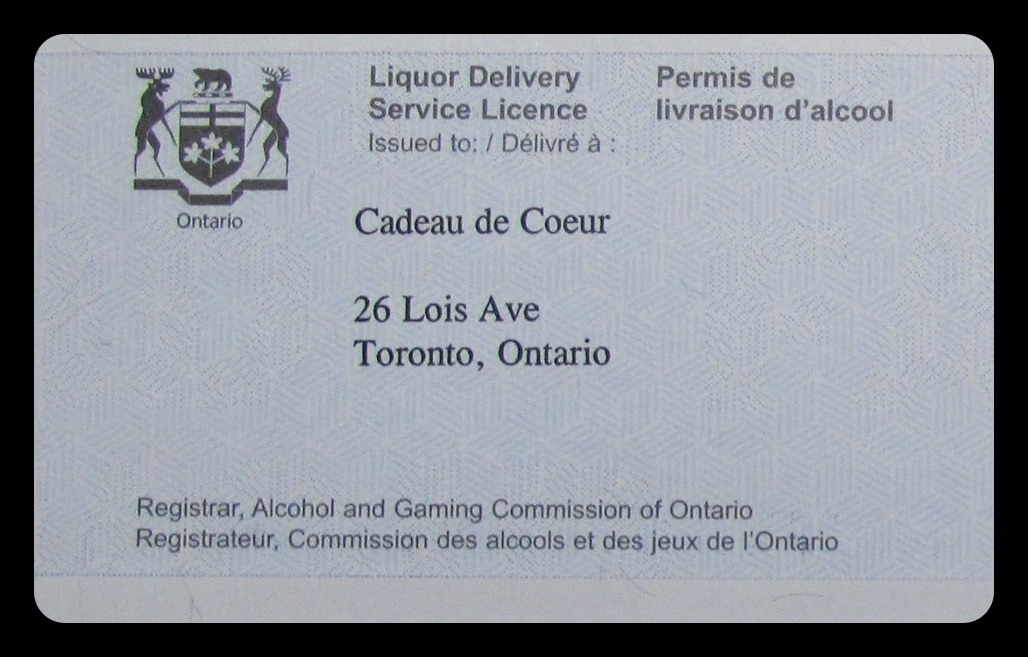 Ontario
Liquor Delivery
Service Licence
Issued to: / Délivré à :
Permis de
livraison d'alcool
Cadeau de Coeur
26 Lois Ave
Toronto, Ontario
Registrar, Alcohol and Gaming Commission of Ontario
Registrateur, Commission des alcools et des jeux de l'Ontario